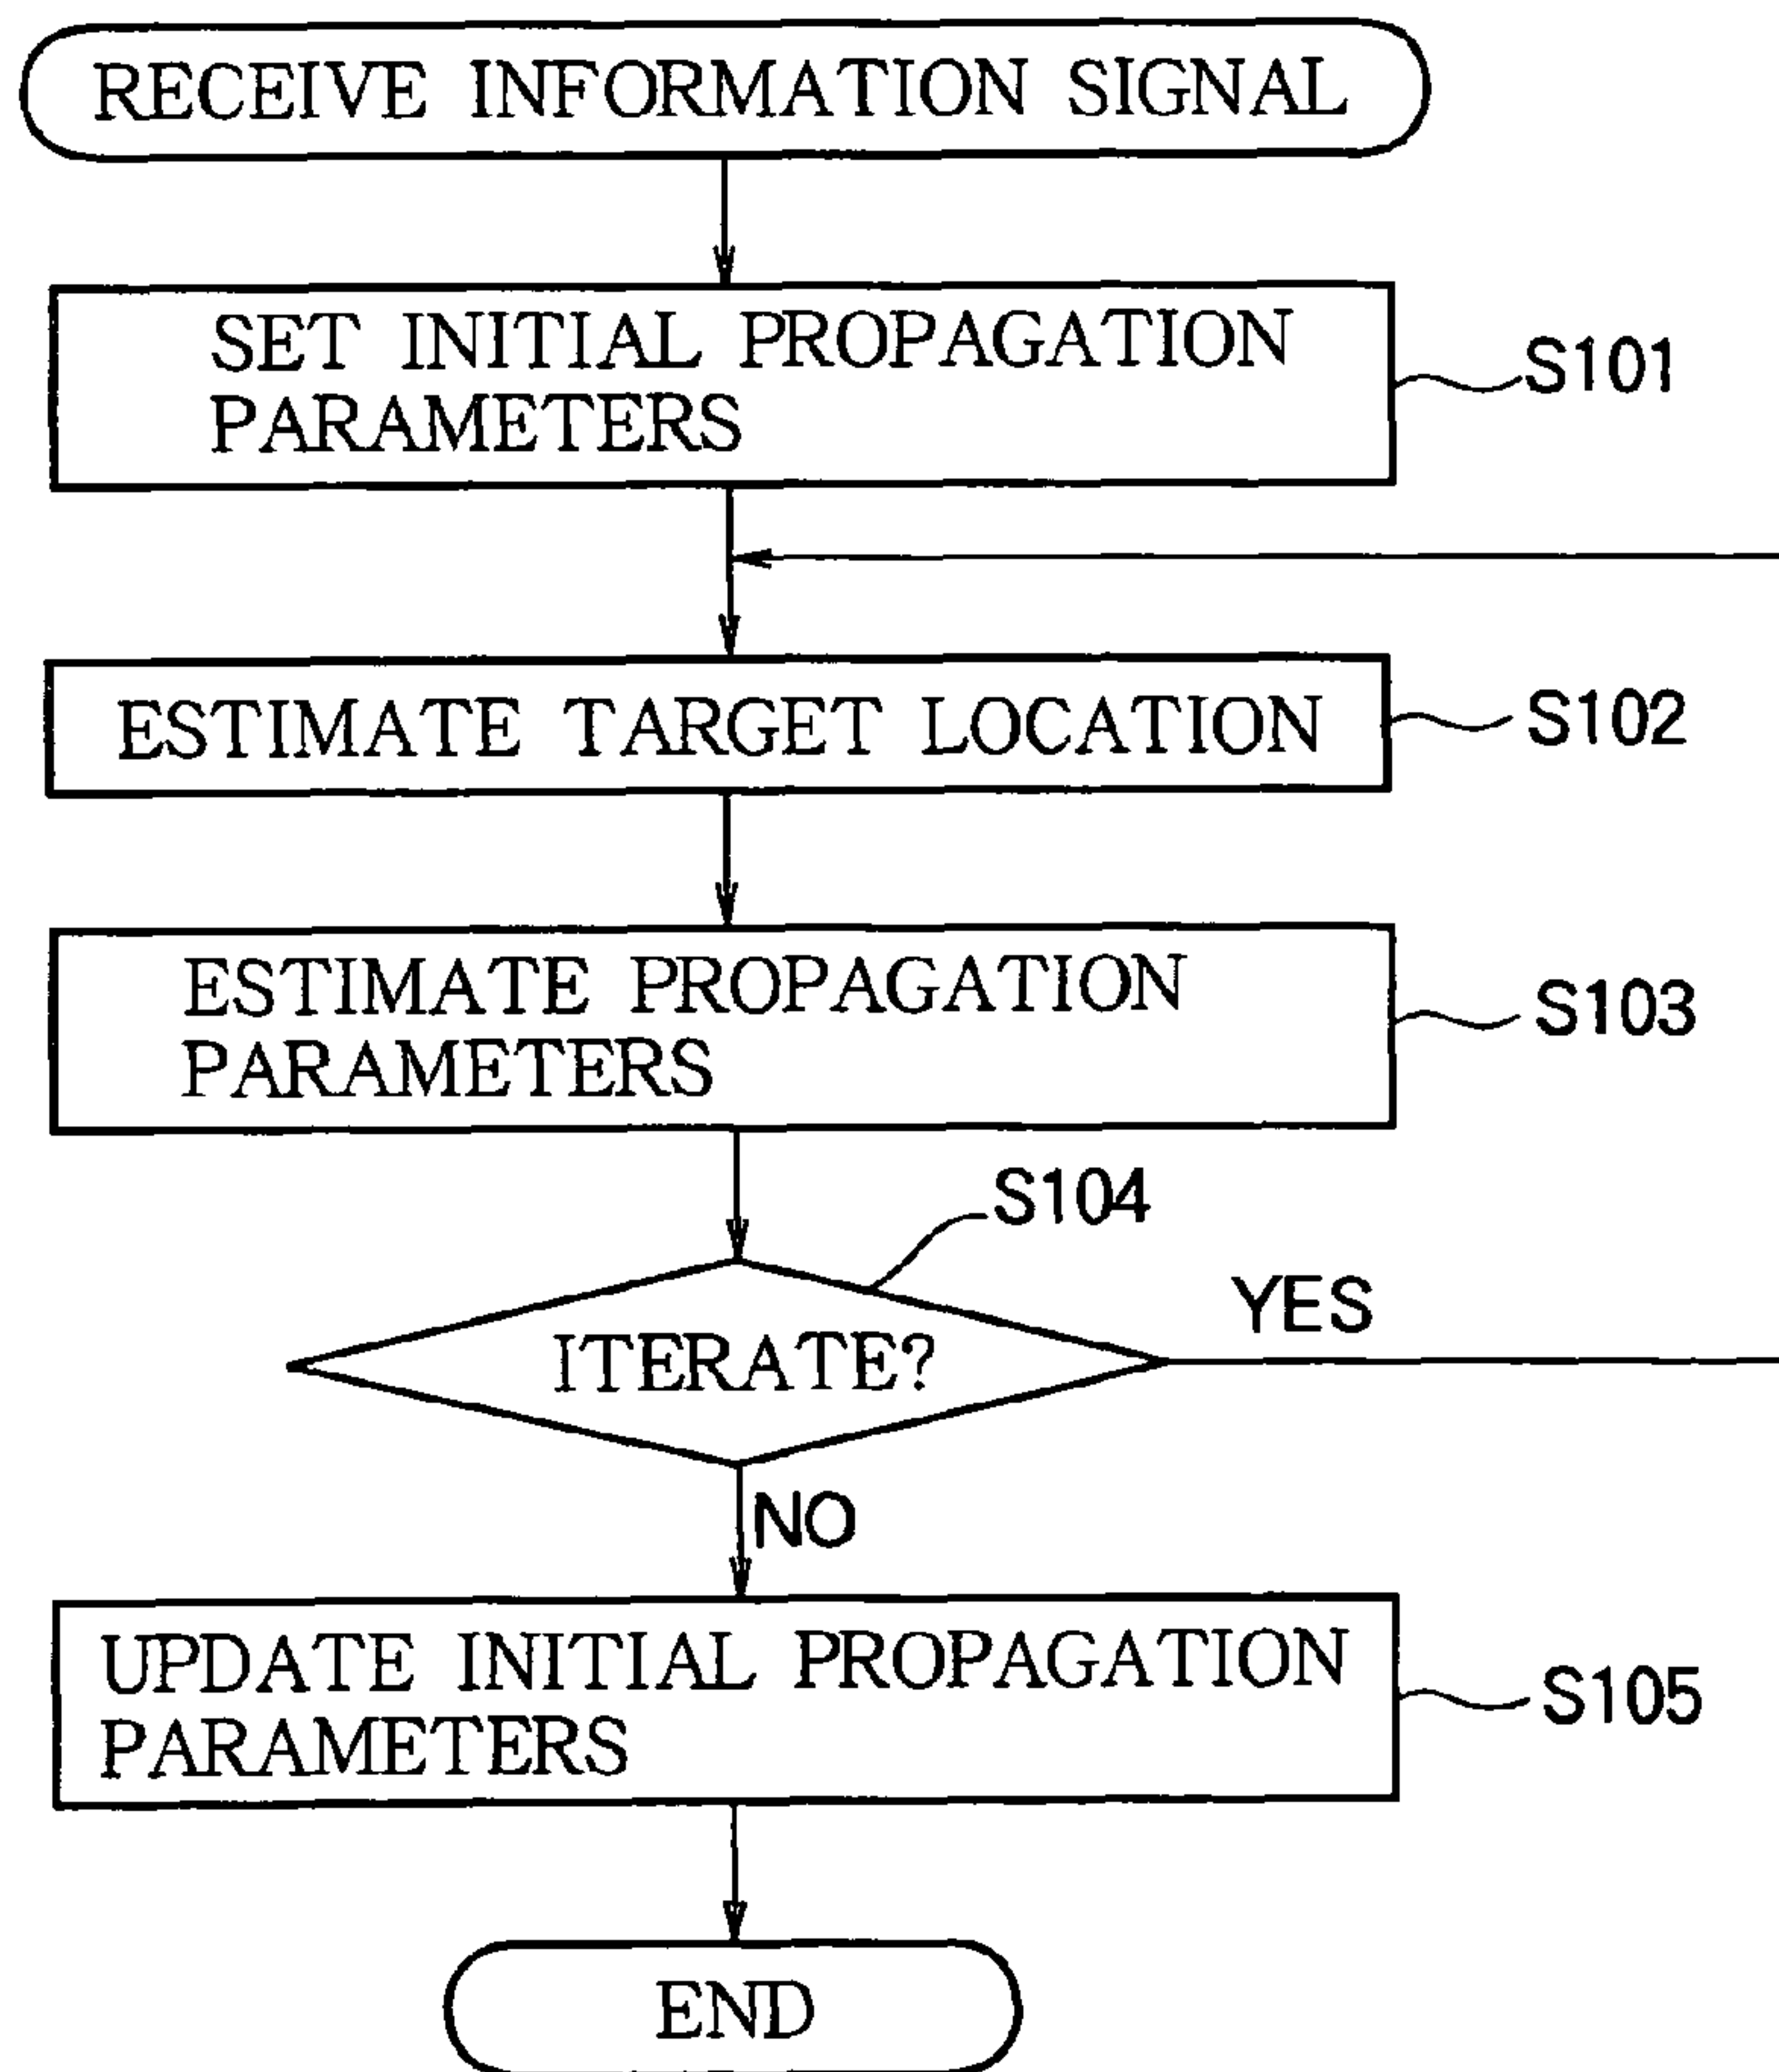 RECEIVE INFORMATION SIGNAL
SET INITIAL PROPAGATION
PARAMETERS
S101
ESTIMATE TARGET LOCATION
S102
ESTIMATE PROPAGATION
PARAMETERS
S103
S104
ITERATE?
YES
NO
UPDATE INITIAL PROPAGATION
PARAMETERS
S105
END